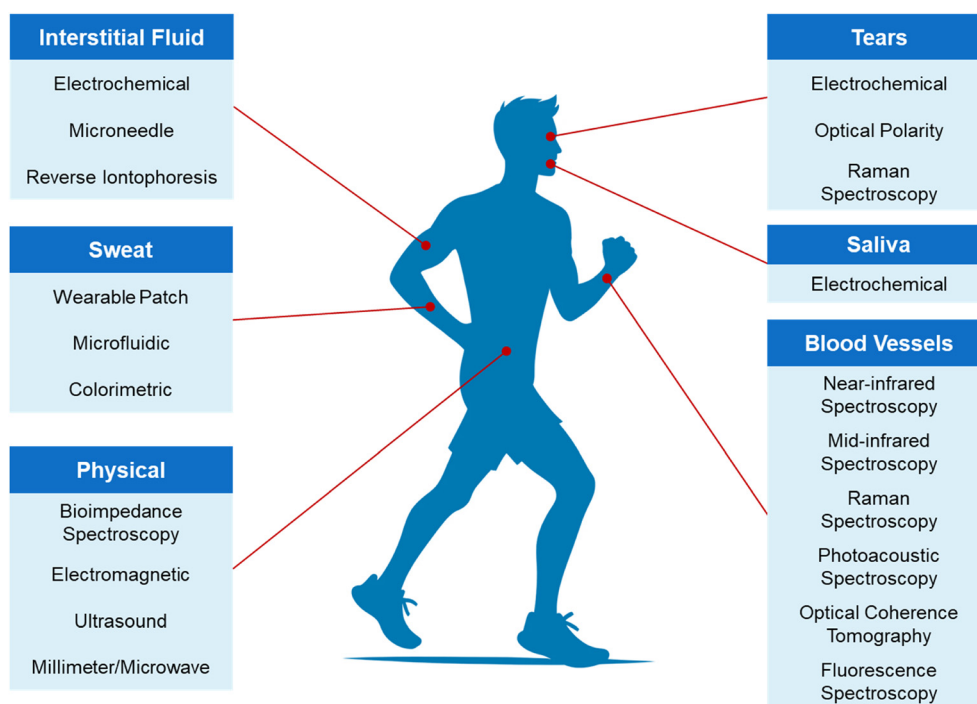 Interstitial Fluid
Electrochemical
Microneedle
Reverse Iontophoresis
Sweat
Wearable Patch
Microfluidic
Colorimetric
Physical
Bioimpedance
Spectroscopy
Electromagnetic
Ultrasound
Millimeter/Microwave
Tears
Electrochemical
Optical Polarity
Raman
Spectroscopy
Saliva
Electrochemical
Blood Vessels
Near-infrared
Spectroscopy
Mid-infrared
Spectroscopy
Raman
Spectroscopy
Photoacoustic
Spectroscopy
Optical Coherence
Tomography
Fluorescence
Spectroscopy